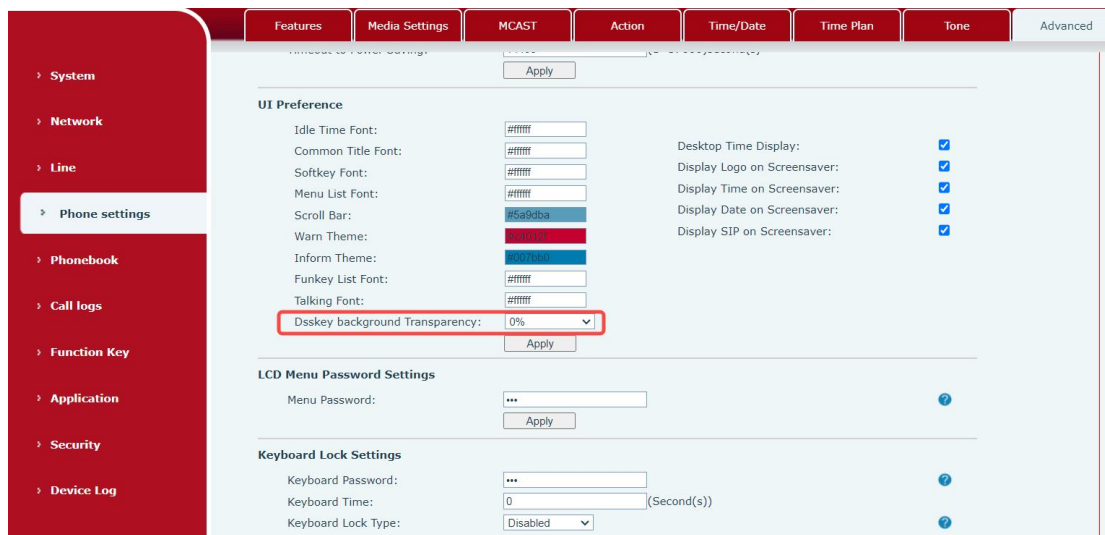 Features Media Settings MCAST Action Time/Date Time Plan Tone Advanced
Apply
System
Network
Line
Phone settings
Phonebook
Call logs
Function Key
Application
Security
Device Log
UI Preference
Idle Time Font: #ffffff
Common Title Font: #ffffff
Softkey Font: #ffffff
Menu List Font: #ffffff
Scroll Bar: #5a9dba
Warn Theme:
Inform Theme: #007bb0
Funkey List Font: #ffffff
Talking Font: #ffffff
Dsskey background Transparency: 0%
Apply
Desktop Time Display:
Display Logo on Screensaver:
Display Time on Screensaver:
Display Date on Screensaver:
Display SIP on Screensaver:
LCD Menu Password Settings
Menu Password: •••
Apply
Keyboard Lock Settings
Keyboard Password: •••
Keyboard Time: 0 (Second(s))
Keyboard Lock Type: Disabled